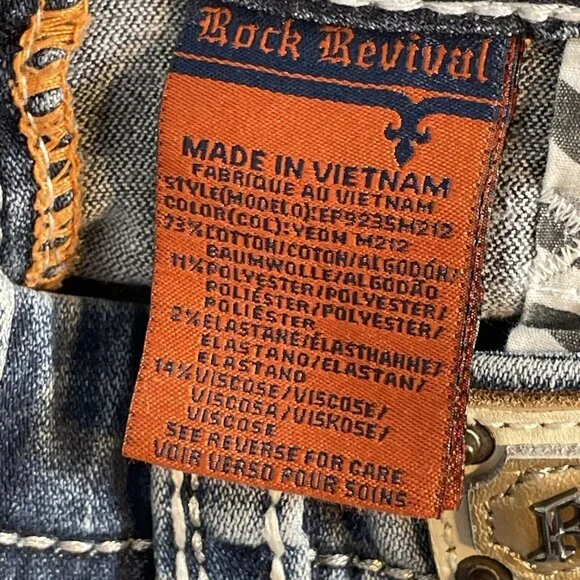 Rock Revival
MADE IN VIETNAM
FABRIQUE AU VIETNAM
STYLE(MODELO):EP9235M212
COLOR(COL): YEON M212
73% COTTON/COTON/ALGODÓN/
BAUMWOLLE/ALGODÃO
11% POLYESTER/POLYESTER/
POLIÉSTER/POLYESTER/
POLIÉSTER
2% ELASTANE/ÉLASTHANNE/
ELASTANO/ELASTAN/
ELASTANO
14% VISCOSE/VISCOSE/
VISCOSA/VISKOSE/
VISCOSE
SEE REVERSE FOR CARE
VOIR VERSO POUR SOINS